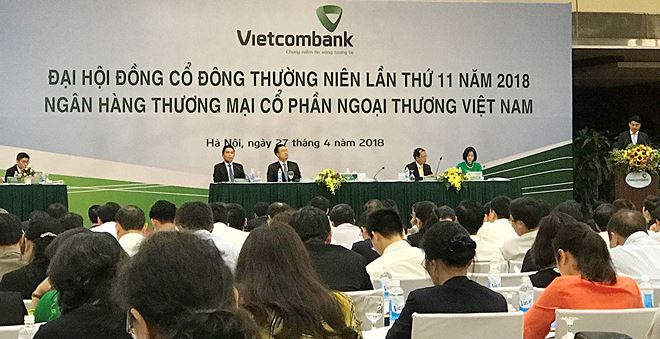 Vietcombank
Chung niềm tin vững tương lai
ĐẠI HỘI ĐỒNG CỔ ĐÔNG THƯỜNG NIÊN LẦN THỨ 11 NĂM 2018
NGÂN HÀNG THƯƠNG MẠI CỔ PHẦN NGOẠI THƯƠNG VIỆT NAM
Hà Nội, ngày 27 tháng 4 năm 2018